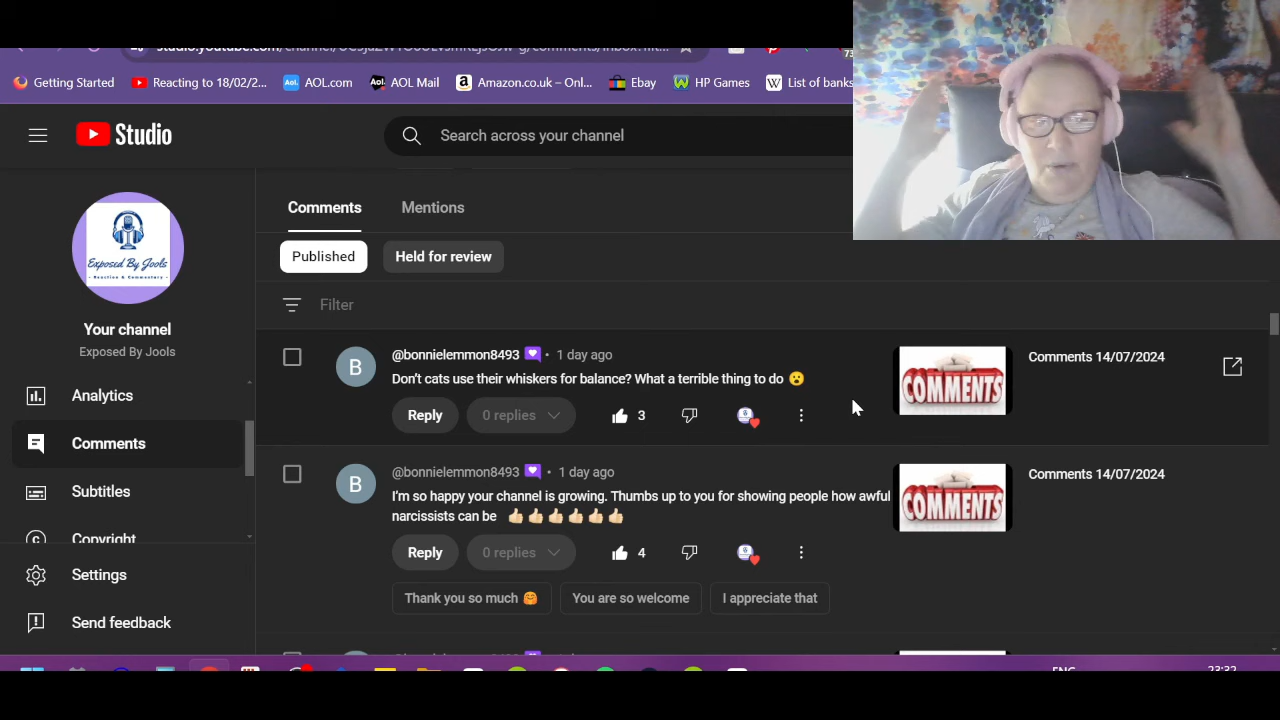 Getting Started
Reacting to 18/02/2...
AOL.com
AOL Mail
Amazon.co.uk – Onl...
Ebay
HP Games
List of banks
73
Studio
Search across your channel
Comments
Mentions
Published
Held for review
Filter
Exposed By Jools
Reaction & Commentary
Your channel
Exposed By Jools
Analytics
Comments
Subtitles
Copyright
Settings
Send feedback
B
@bonnielemmon8493 • 1 day ago
Don’t cats use their whiskers for balance? What a terrible thing to do 😮
Reply
0 replies
3
COMMENTS
Comments 14/07/2024
B
@bonnielemmon8493 • 1 day ago
I’m so happy your channel is growing. Thumbs up to you for showing people how awful
narcissists can be 👍🏻👍🏻👍🏻👍🏻👍🏻👍🏻
Reply
0 replies
4
COMMENTS
Comments 14/07/2024
Thank you so much 🤗
You are so welcome
I appreciate that
ENG
23:32